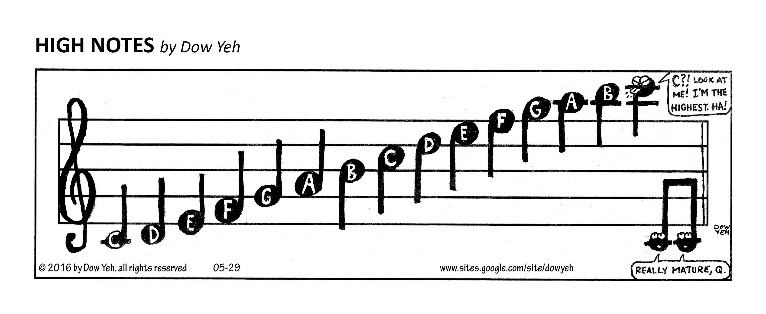 HIGH NOTES by Dow Yeh
C?! LOOK AT
ME! I'M THE
HIGHEST. HA!
C D E F G A B C D E F G A B
DOW
YEH
© 2016 by Dow Yeh, all rights reserved 05-29 www.sites.google.com/site/dowyeh
REALLY MATURE, Q.